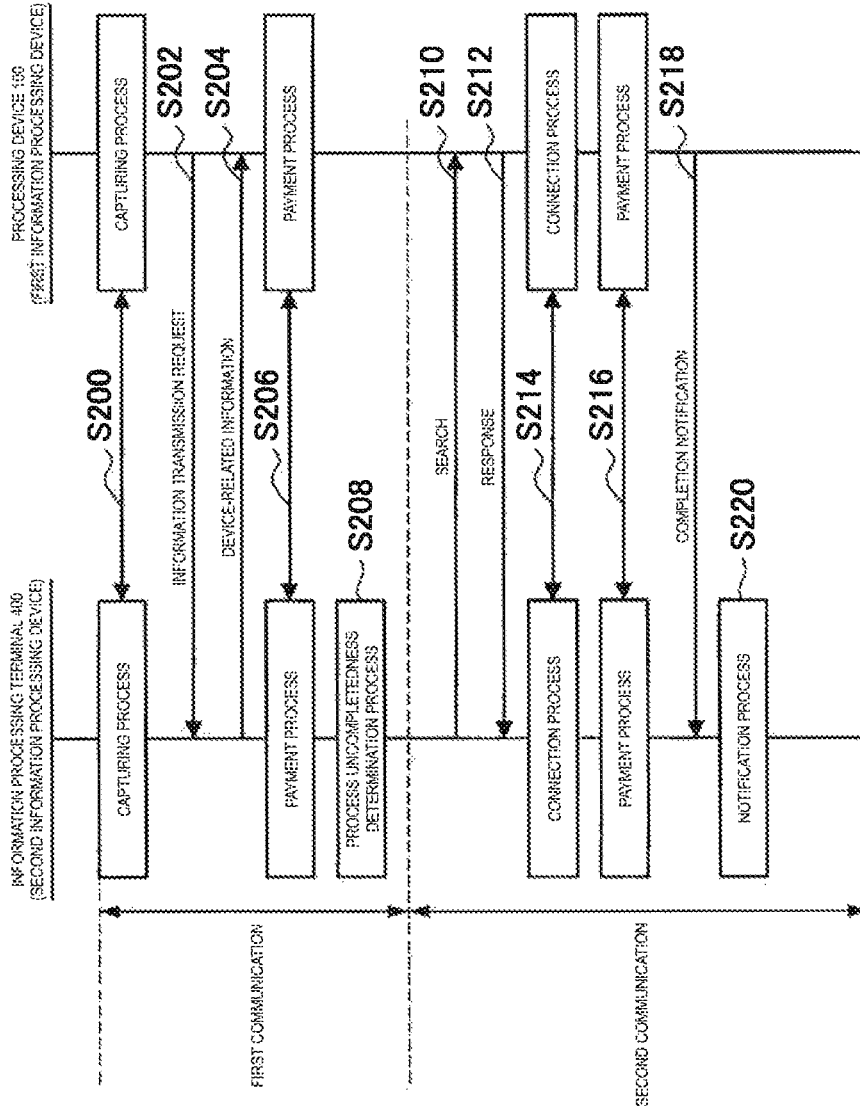 INFORMATION PROCESSING TERMINAL 400
(SECOND INFORMATION PROCESSING DEVICE)
PROCESSING DEVICE 100
(FIRST INFORMATION PROCESSING DEVICE)
FIRST COMMUNICATION
CAPTURING PROCESS
S200
CAPTURING PROCESS
INFORMATION TRANSMISSION REQUEST
S202
DEVICE-RELATED INFORMATION
S204
PAYMENT PROCESS
S206
PAYMENT PROCESS
PROCESS UNCOMPLETEDNESS
DETERMINATION PROCESS
S208
SECOND COMMUNICATION
SEARCH
S210
RESPONSE
S212
CONNECTION PROCESS
S214
CONNECTION PROCESS
PAYMENT PROCESS
S216
PAYMENT PROCESS
COMPLETION NOTIFICATION
S218
NOTIFICATION PROCESS
S220